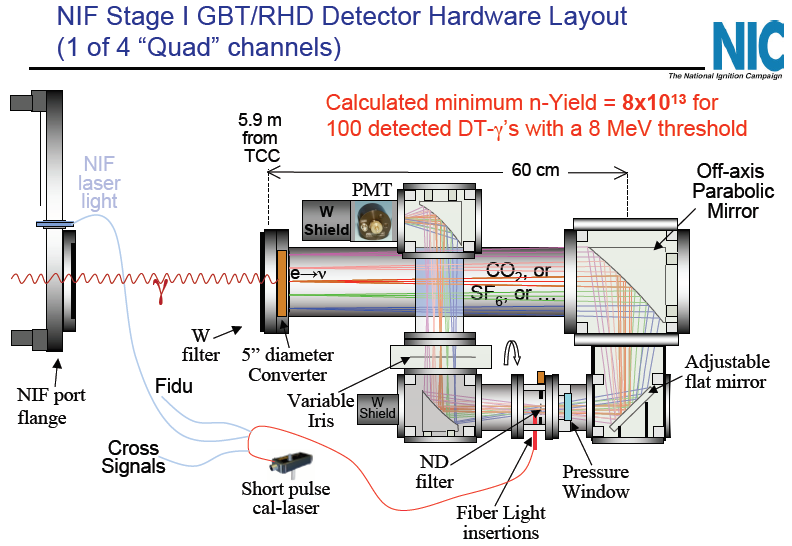 NIF Stage I GBT/RHD Detector Hardware Layout
(1 of 4 “Quad” channels)
NIC
The National Ignition Campaign
Calculated minimum n-Yield = 8x10¹³ for
100 detected DT-γ’s with a 8 MeV threshold
5.9 m
from
TCC
60 cm
Off-axis
Parabolic
Mirror
NIF
laser
light
PMT
W
Shield
e→ν
CO₂, or
SF₆, or ...
γ
W
filter
5” diameter
Converter
Variable
Iris
W
Shield
Adjustable
flat mirror
NIF port
flange
Fidu
Cross
Signals
Short pulse
cal-laser
ND
filter
Fiber Light
insertions
Pressure
Window